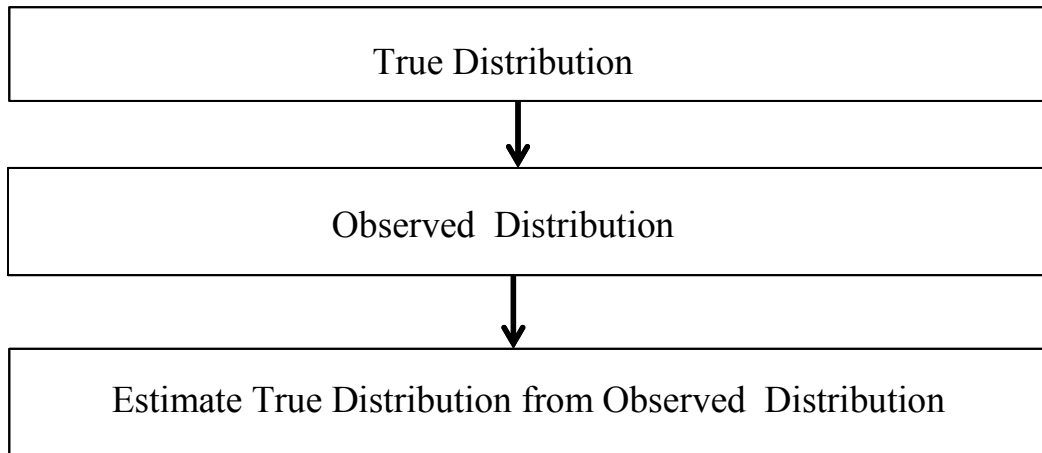 True Distribution
Observed Distribution
Estimate True Distribution from Observed Distribution